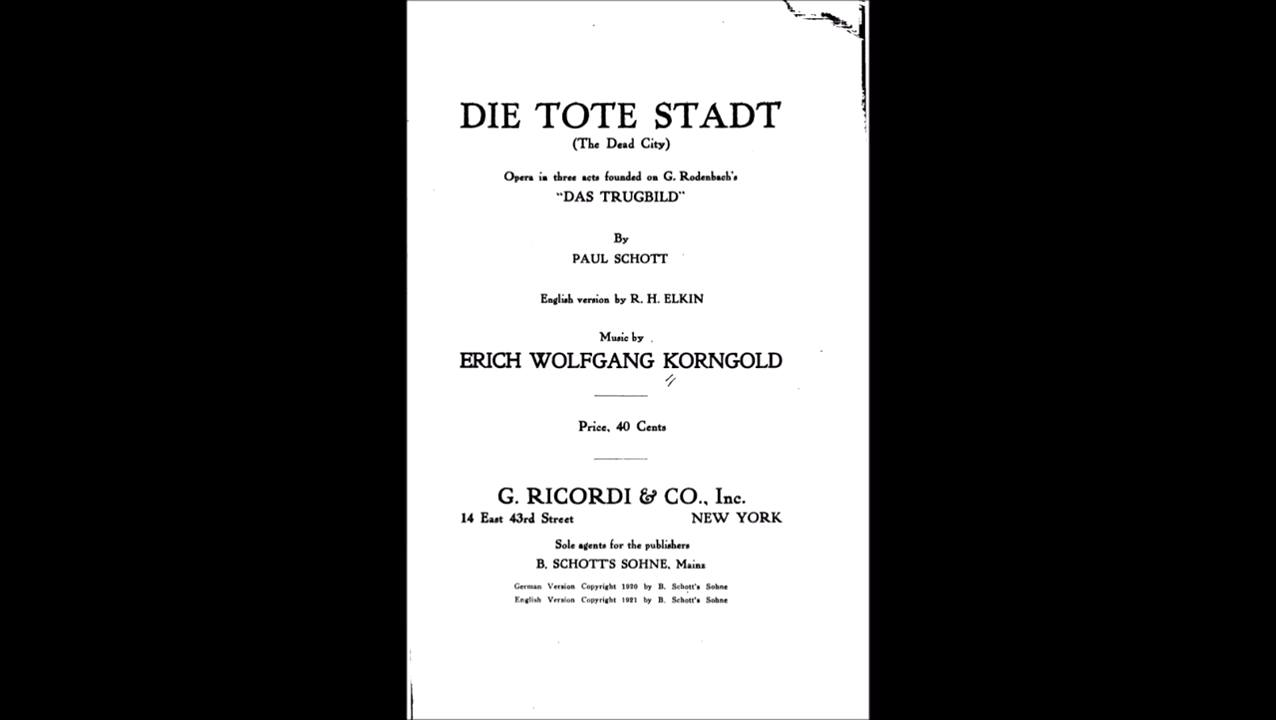 DIE TOTE STADT
(The Dead City)
Opera in three acts founded on G. Rodenbach's
"DAS TRUGBILD"
By
PAUL SCHOTT
English version by R. H. ELKIN
Music by
ERICH WOLFGANG KORNGOLD
Price, 40 Cents
G. RICORDI & CO., Inc.
14 East 43rd Street NEW YORK
Sole agents for the publishers
B. SCHOTT'S SOHNE, Mainz
German Version Copyright 1920 by B. Schott's Sohne
English Version Copyright 1921 by B. Schott's Sohne